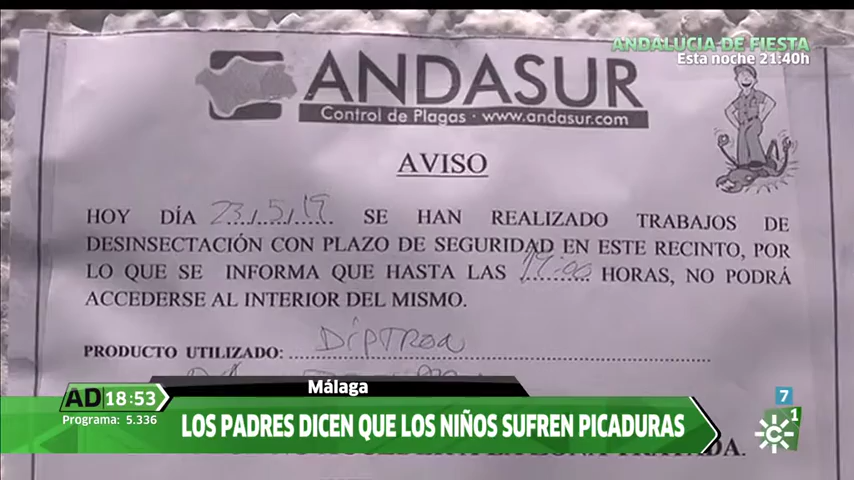 ANDALUCÍA DE FIESTA
Esta noche 21:40h
ANDASUR
Control de Plagas · www.andasur.com
AVISO
HOY DÍA 23/5/19 SE HAN REALIZADO TRABAJOS DE
DESINSECTACIÓN CON PLAZO DE SEGURIDAD EN ESTE RECINTO, POR
LO QUE SE INFORMA QUE HASTA LAS 19:00 HORAS, NO PODRÁ
ACCEDERSE AL INTERIOR DEL MISMO.
PRODUCTO UTILIZADO: Diptron
Málaga
AD 18:53
Programa: 5.336
LOS PADRES DICEN QUE LOS NIÑOS SUFREN PICADURAS
7
1